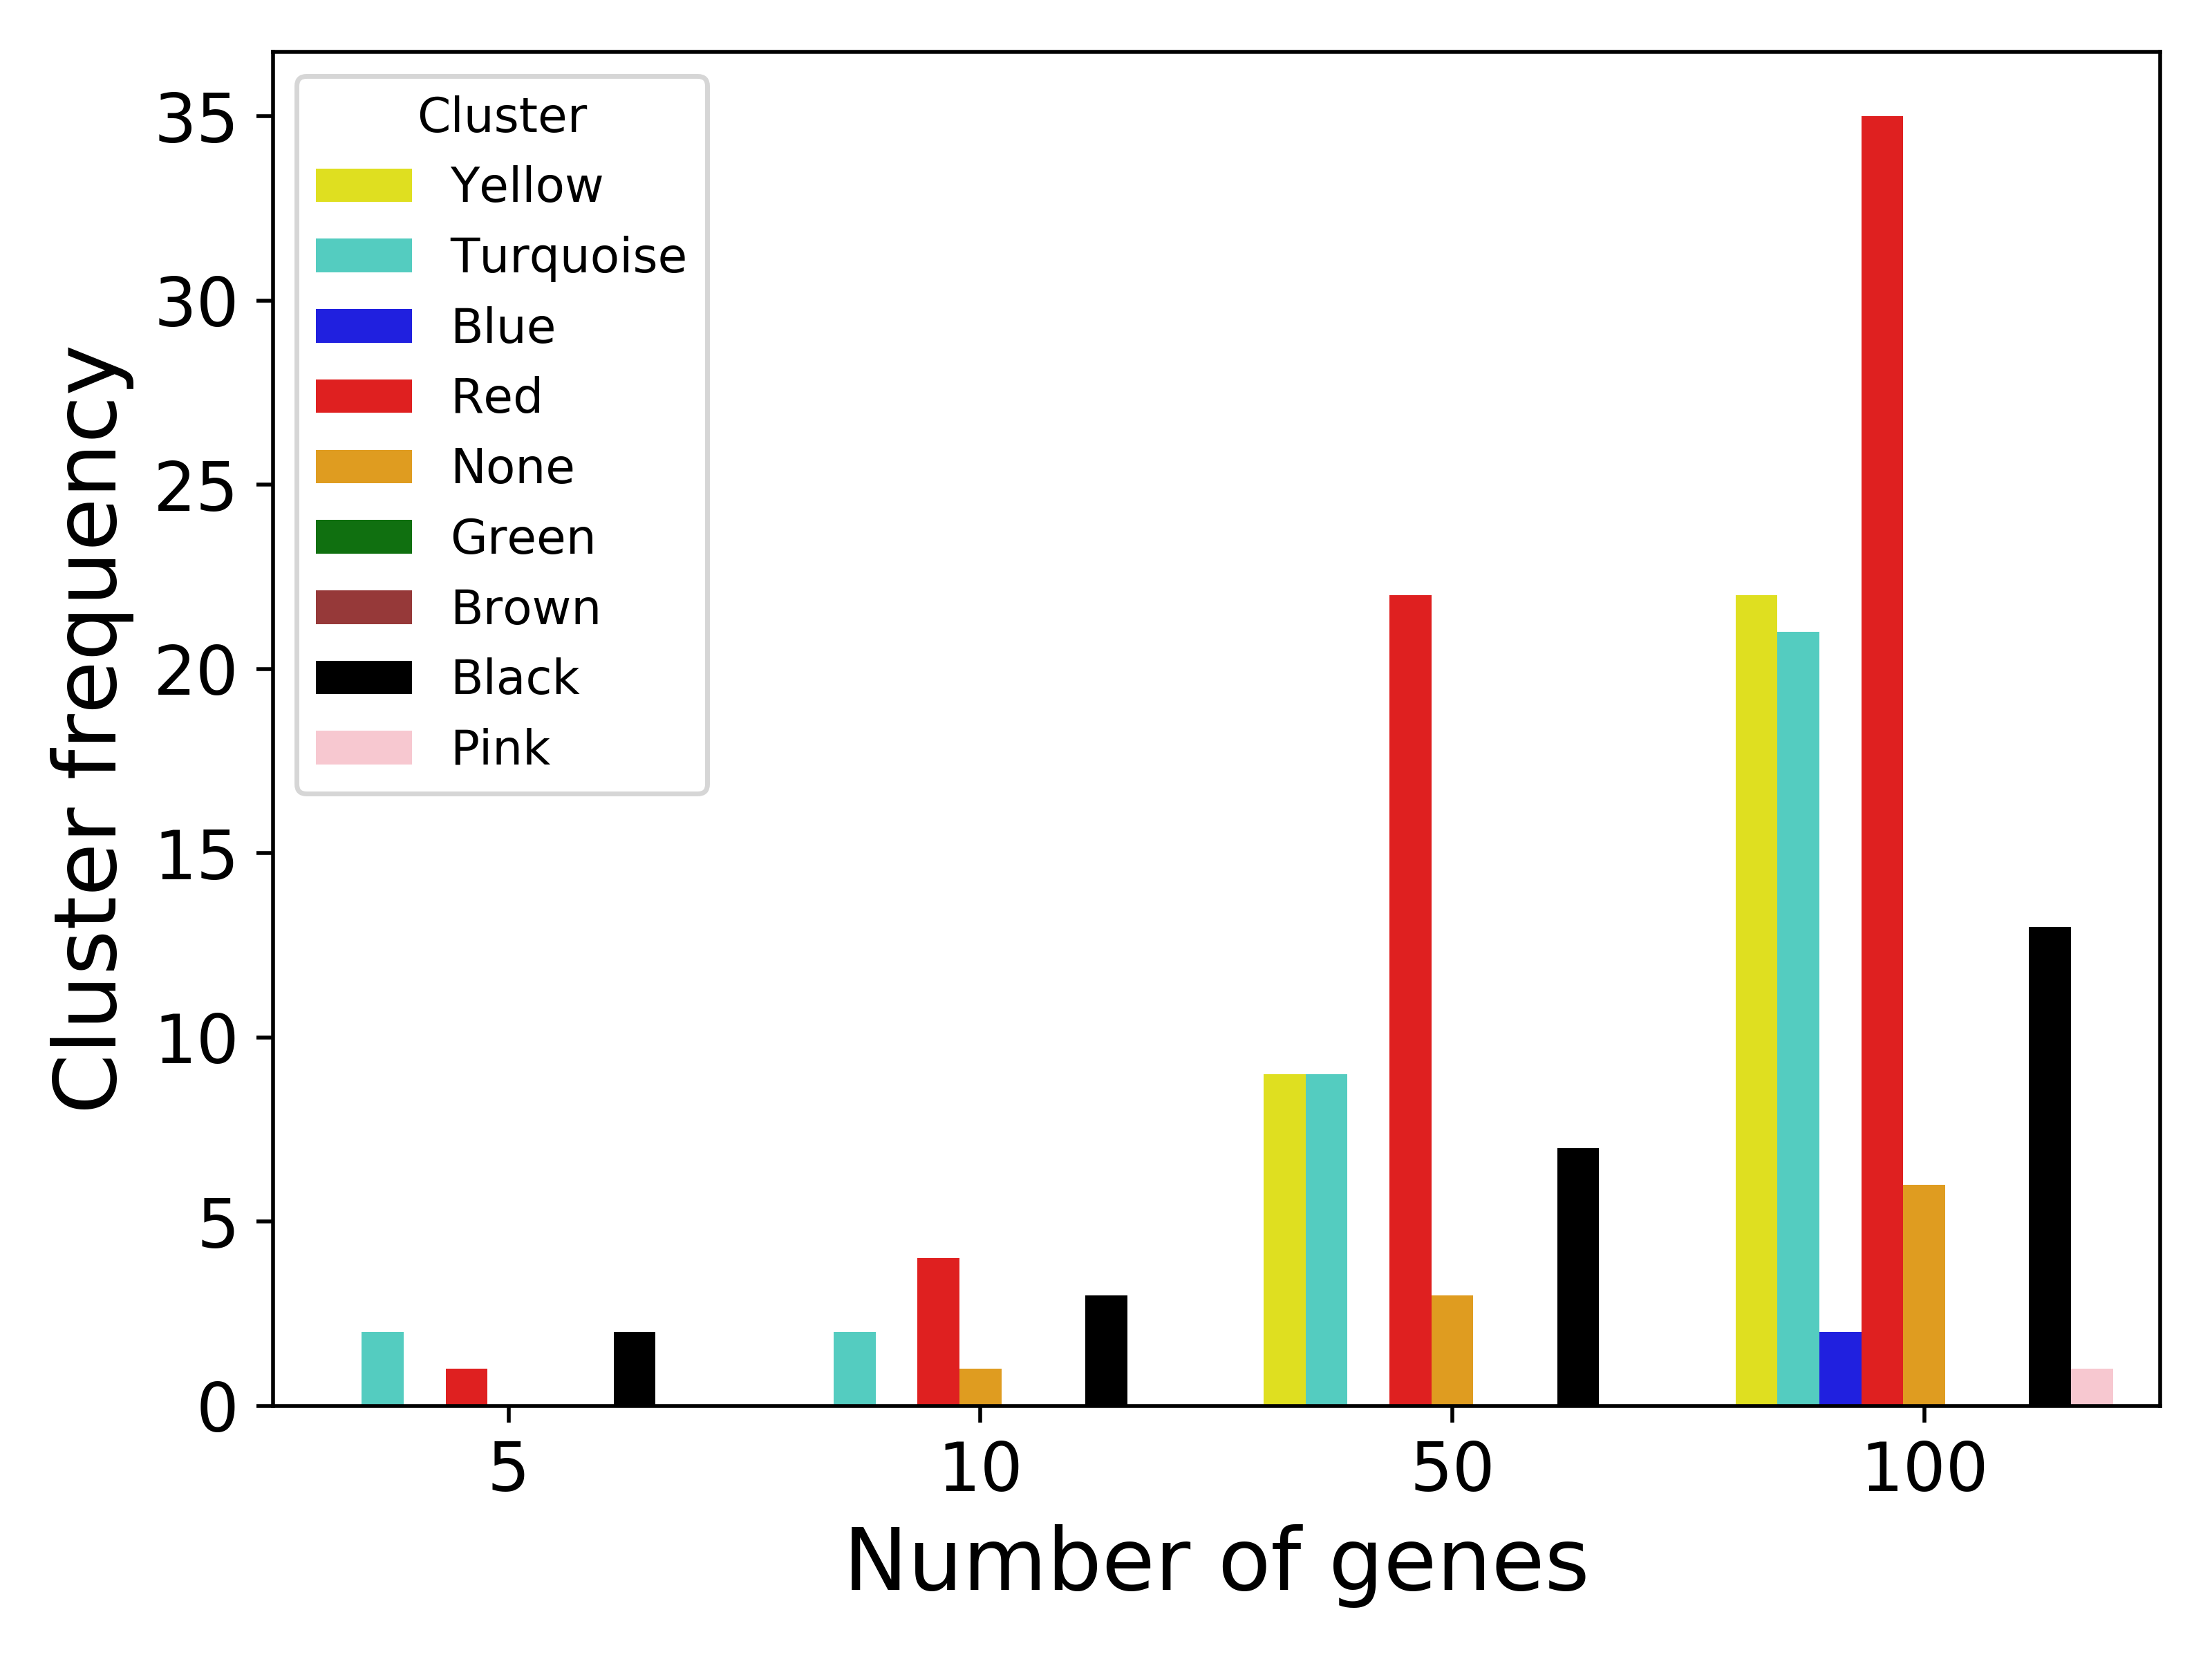 Cluster
Yellow
Turquoise
Blue
Red
None
Green
Brown
Black
Pink
35
30
25
20
15
10
5
0
Cluster frequency
5 10 50 100
Number of genes